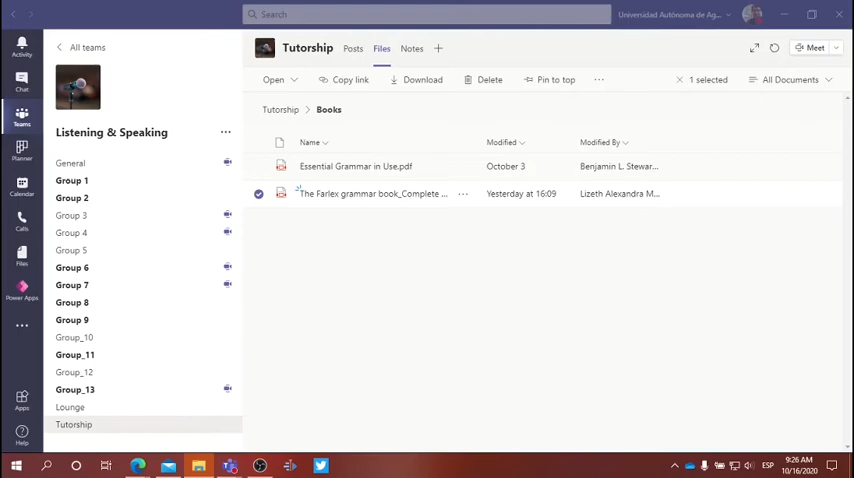 Search
Universidad Autónoma de Ag...
Activity
Chat
Teams
Planner
Calendar
Calls
Files
Power Apps
Apps
Help
All teams
Listening & Speaking
General
Group 1
Group 2
Group 3
Group 4
Group 5
Group 6
Group 7
Group 8
Group 9
Group_10
Group_11
Group_12
Group_13
Lounge
Tutorship
Tutorship
Posts
Files
Notes
Meet
Open
Copy link
Download
Delete
Pin to top
1 selected
All Documents
Tutorship > Books
Name
Modified
Modified By
Essential Grammar in Use.pdf
October 3
Benjamin L. Stewar...
The Farlex grammar book_Complete ...
Yesterday at 16:09
Lizeth Alexandra M...
ESP
9:26 AM
10/16/2020